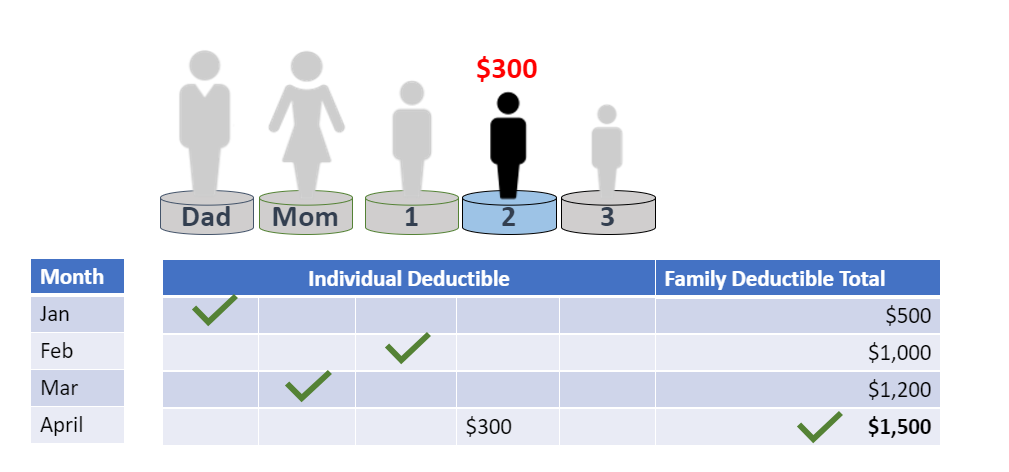 $300
Dad Mom 1 2 3
Month Individual Deductible Family Deductible Total
Jan $500
Feb $1,000
Mar $1,200
April $300 $1,500